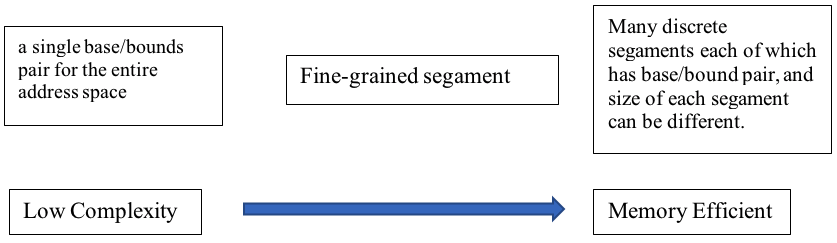 a single base/bounds
pair for the entire
address space
Fine-grained segament
Many discrete
segaments each of which
has base/bound pair, and
size of each segament
can be different.
Low Complexity
Memory Efficient